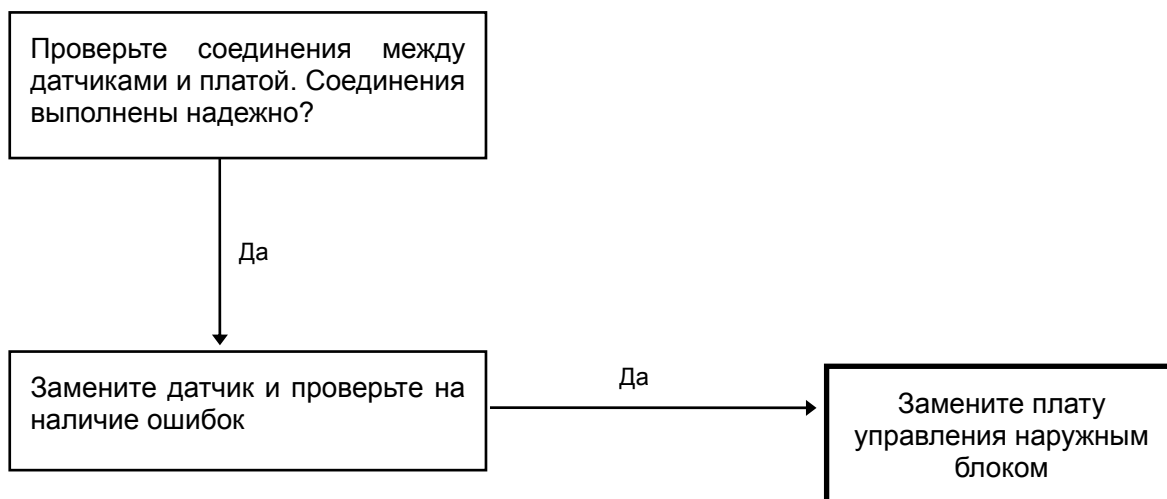 Проверьте соединения между
датчиками и платой. Соединения
выполнены надежно?
Да
Замените датчик и проверьте на
наличие ошибок
Да
Замените плату
управления наружным
блоком